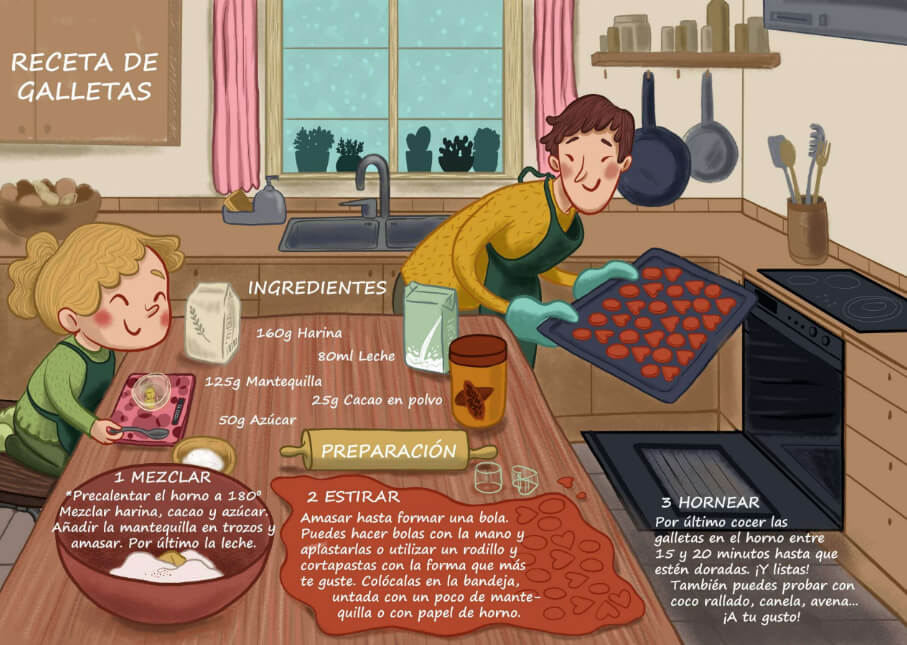 RECETA DE
GALLETAS
INGREDIENTES
160g Harina
80ml Leche
125g Mantequilla
25g Cacao en polvo
50g Azúcar
PREPARACIÓN
1 MEZCLAR
*Precalentar el horno a 180º
Mezclar harina, cacao y azúcar.
Añadir la mantequilla en trozos y
amasar. Por último la leche.
2 ESTIRAR
Amasar hasta formar una bola.
Puedes hacer bolas con la mano y
aplastarlas o utilizar un rodillo y
cortapastas con la forma que más
te guste. Colócalas en la bandeja,
untada con un poco de mante-
quilla o con papel de horno.
3 HORNEAR
Por último cocer las
galletas en el horno entre
15 y 20 minutos hasta que
estén doradas. ¡Y listas!
También puedes probar con
coco rallado, canela, avena...
¡A tu gusto!